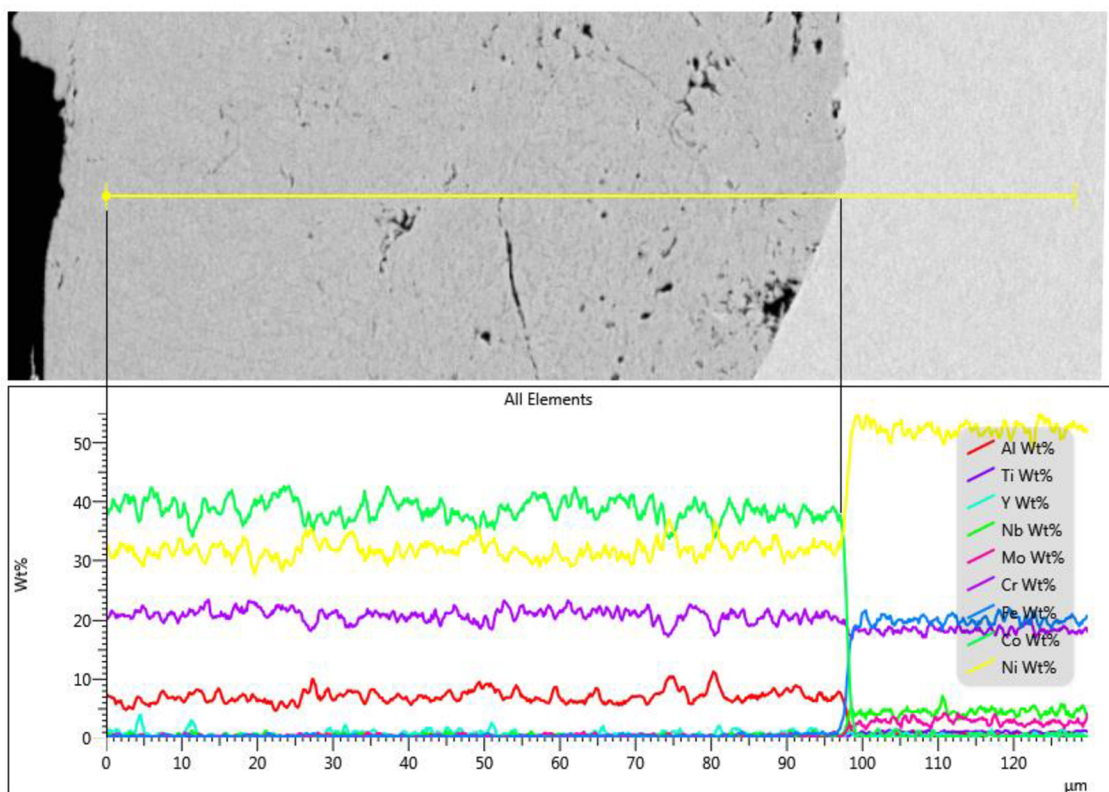 All Elements
Wt%
50
40
30
20
10
0
Al Wt%
Ti Wt%
Y Wt%
Nb Wt%
Mo Wt%
Cr Wt%
Fe Wt%
Co Wt%
Ni Wt%
0 10 20 30 40 50 60 70 80 90 100 110 120
µm